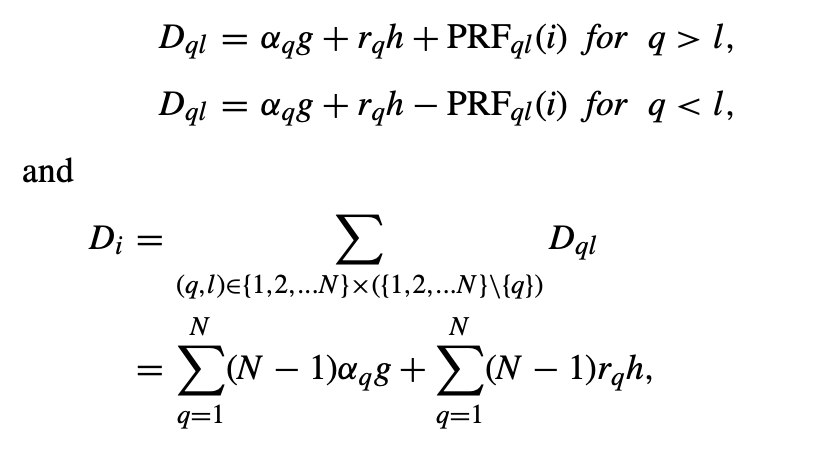 D_{ql} = α_q g + r_q h + PRF_{ql}(i) for q > l,
D_{ql} = α_q g + r_q h − PRF_{ql}(i) for q < l,
and
D_i = ∑_{(q,l)∈{1,2,...N}×({1,2,...N}\{q})} D_{ql}
= ∑_{q=1}^{N} (N − 1)α_q g + ∑_{q=1}^{N} (N − 1)r_q h,